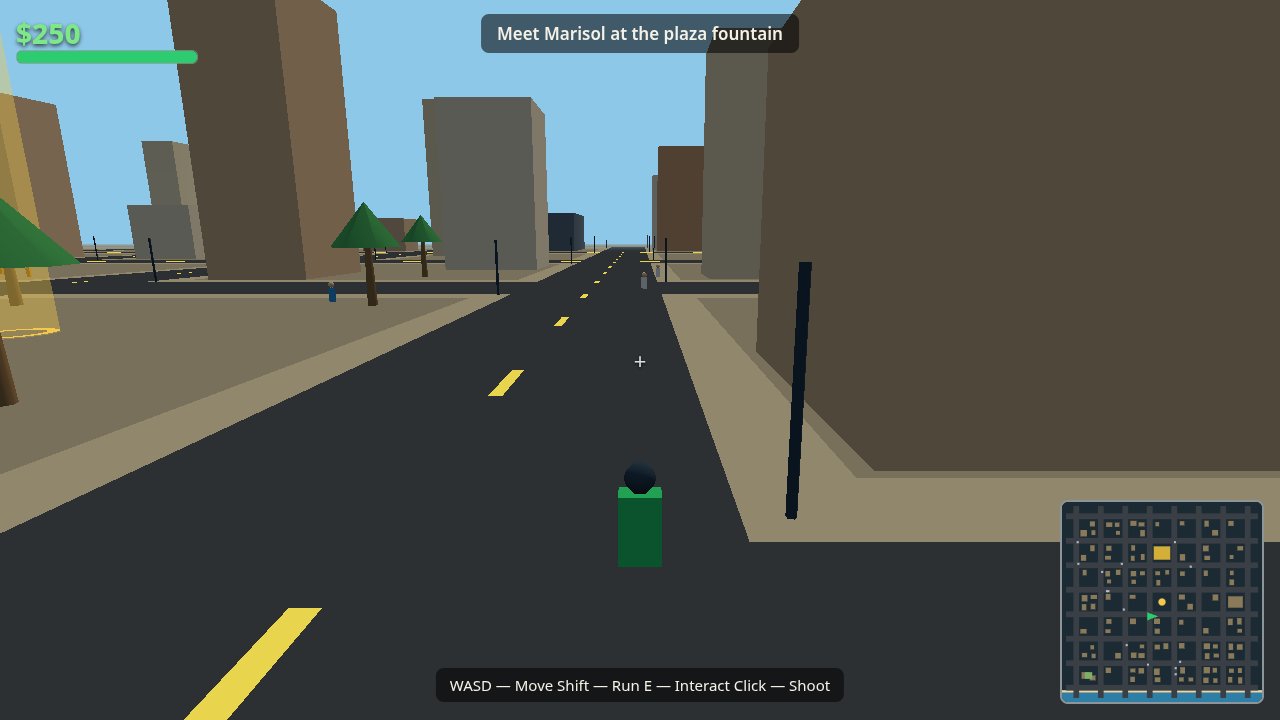 $250
Meet Marisol at the plaza fountain
WASD — Move Shift — Run E — Interact Click — Shoot